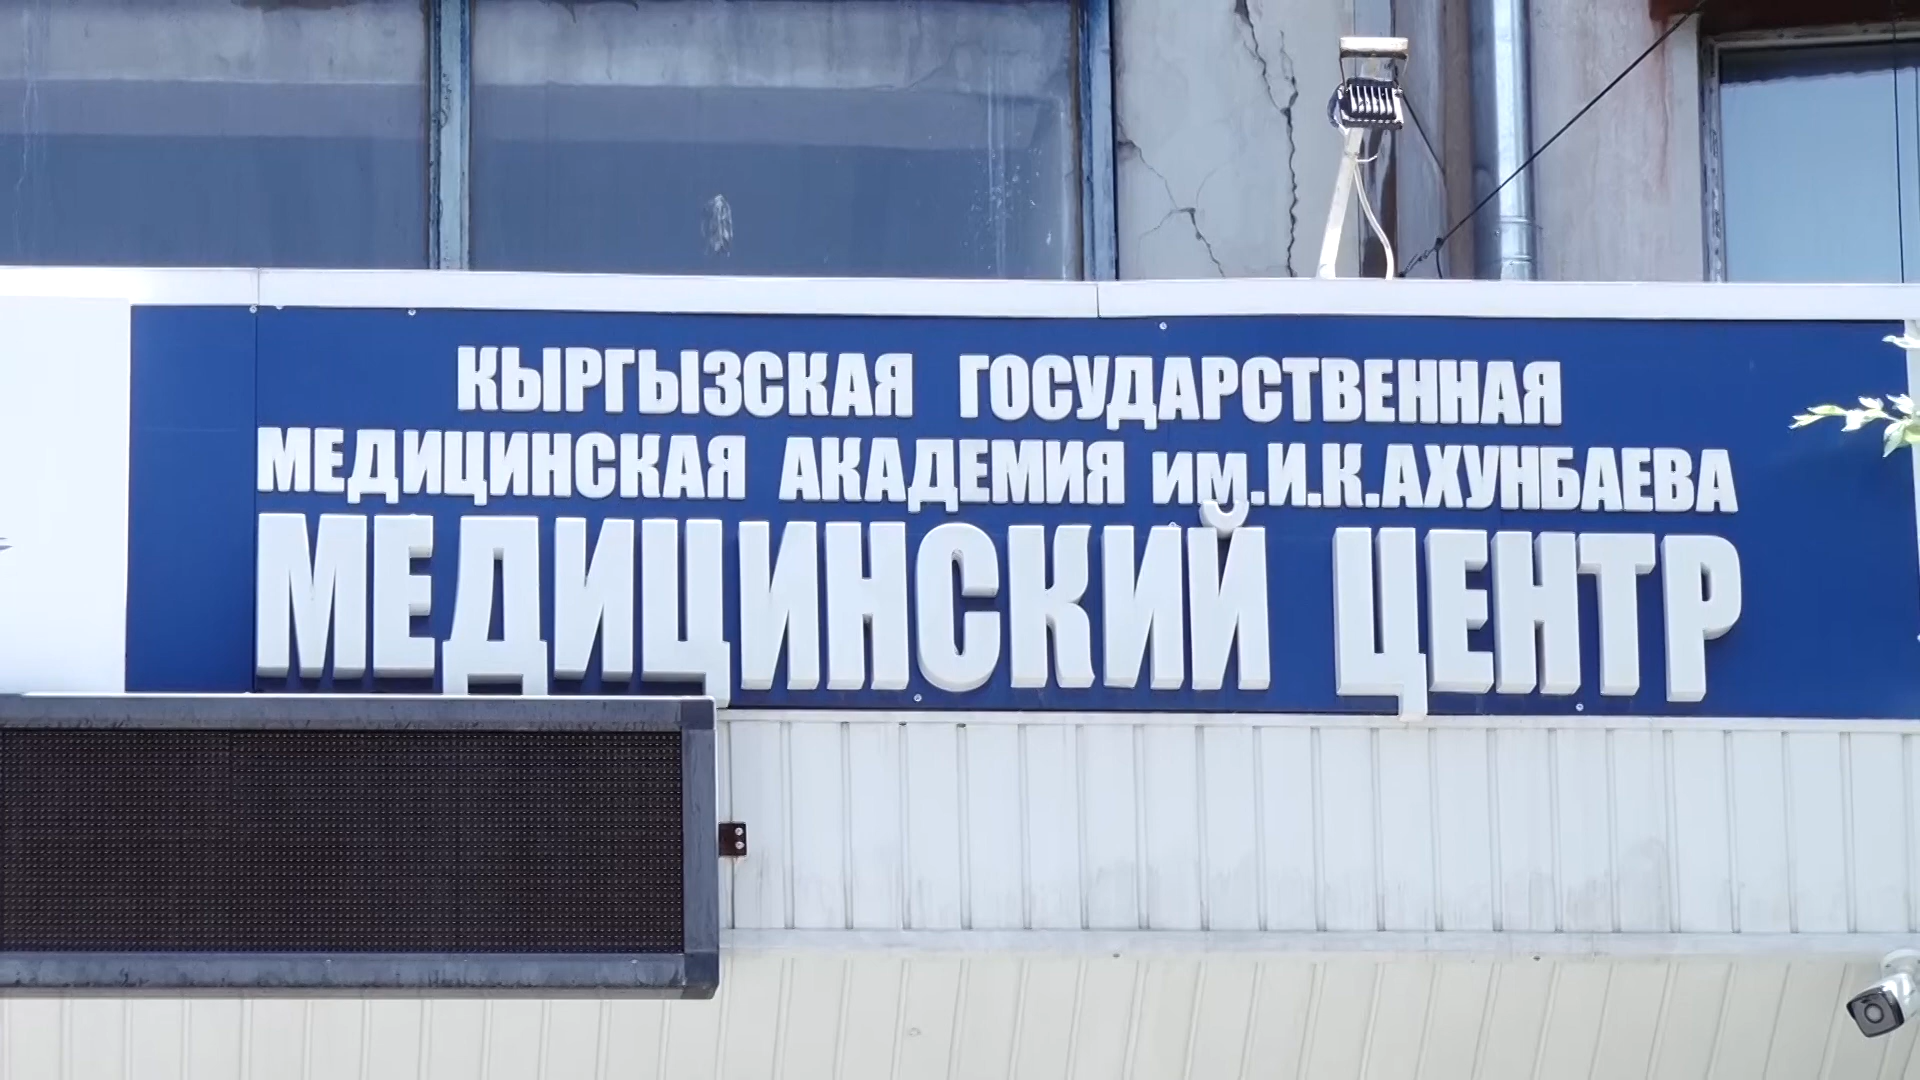 КЫРГЫЗСКАЯ ГОСУДАРСТВЕННАЯ
МЕДИЦИНСКАЯ АКАДЕМИЯ им.И.К.АХУНБАЕВА
МЕДИЦИНСКИЙ ЦЕНТР